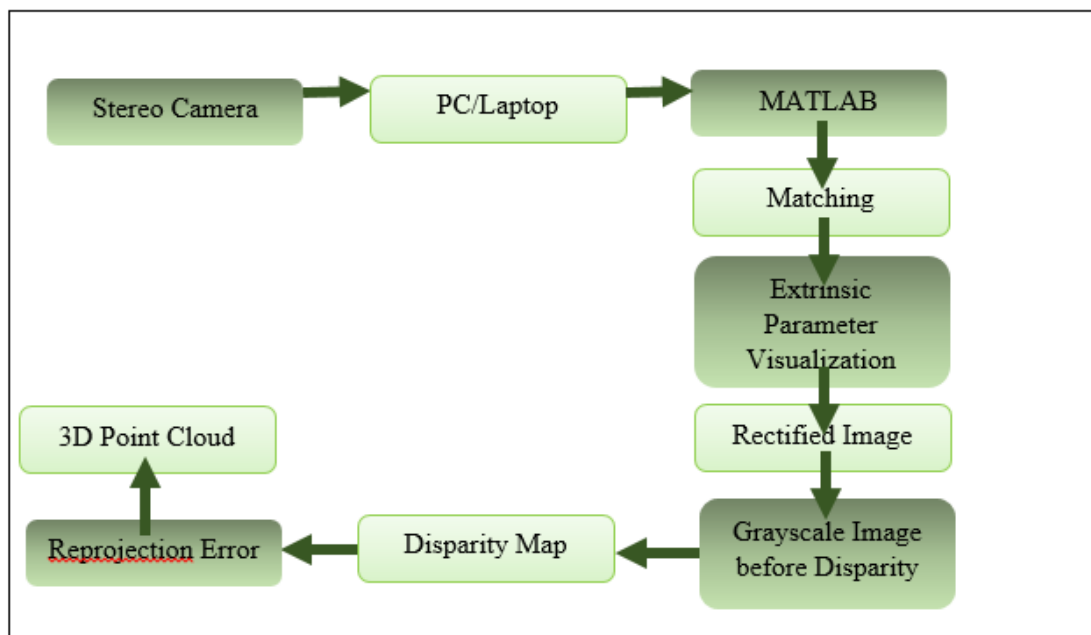 Stereo Camera
PC/Laptop
MATLAB
Matching
Extrinsic
Parameter
Visualization
Rectified Image
Grayscale Image
before Disparity
Disparity Map
Reprojection Error
3D Point Cloud